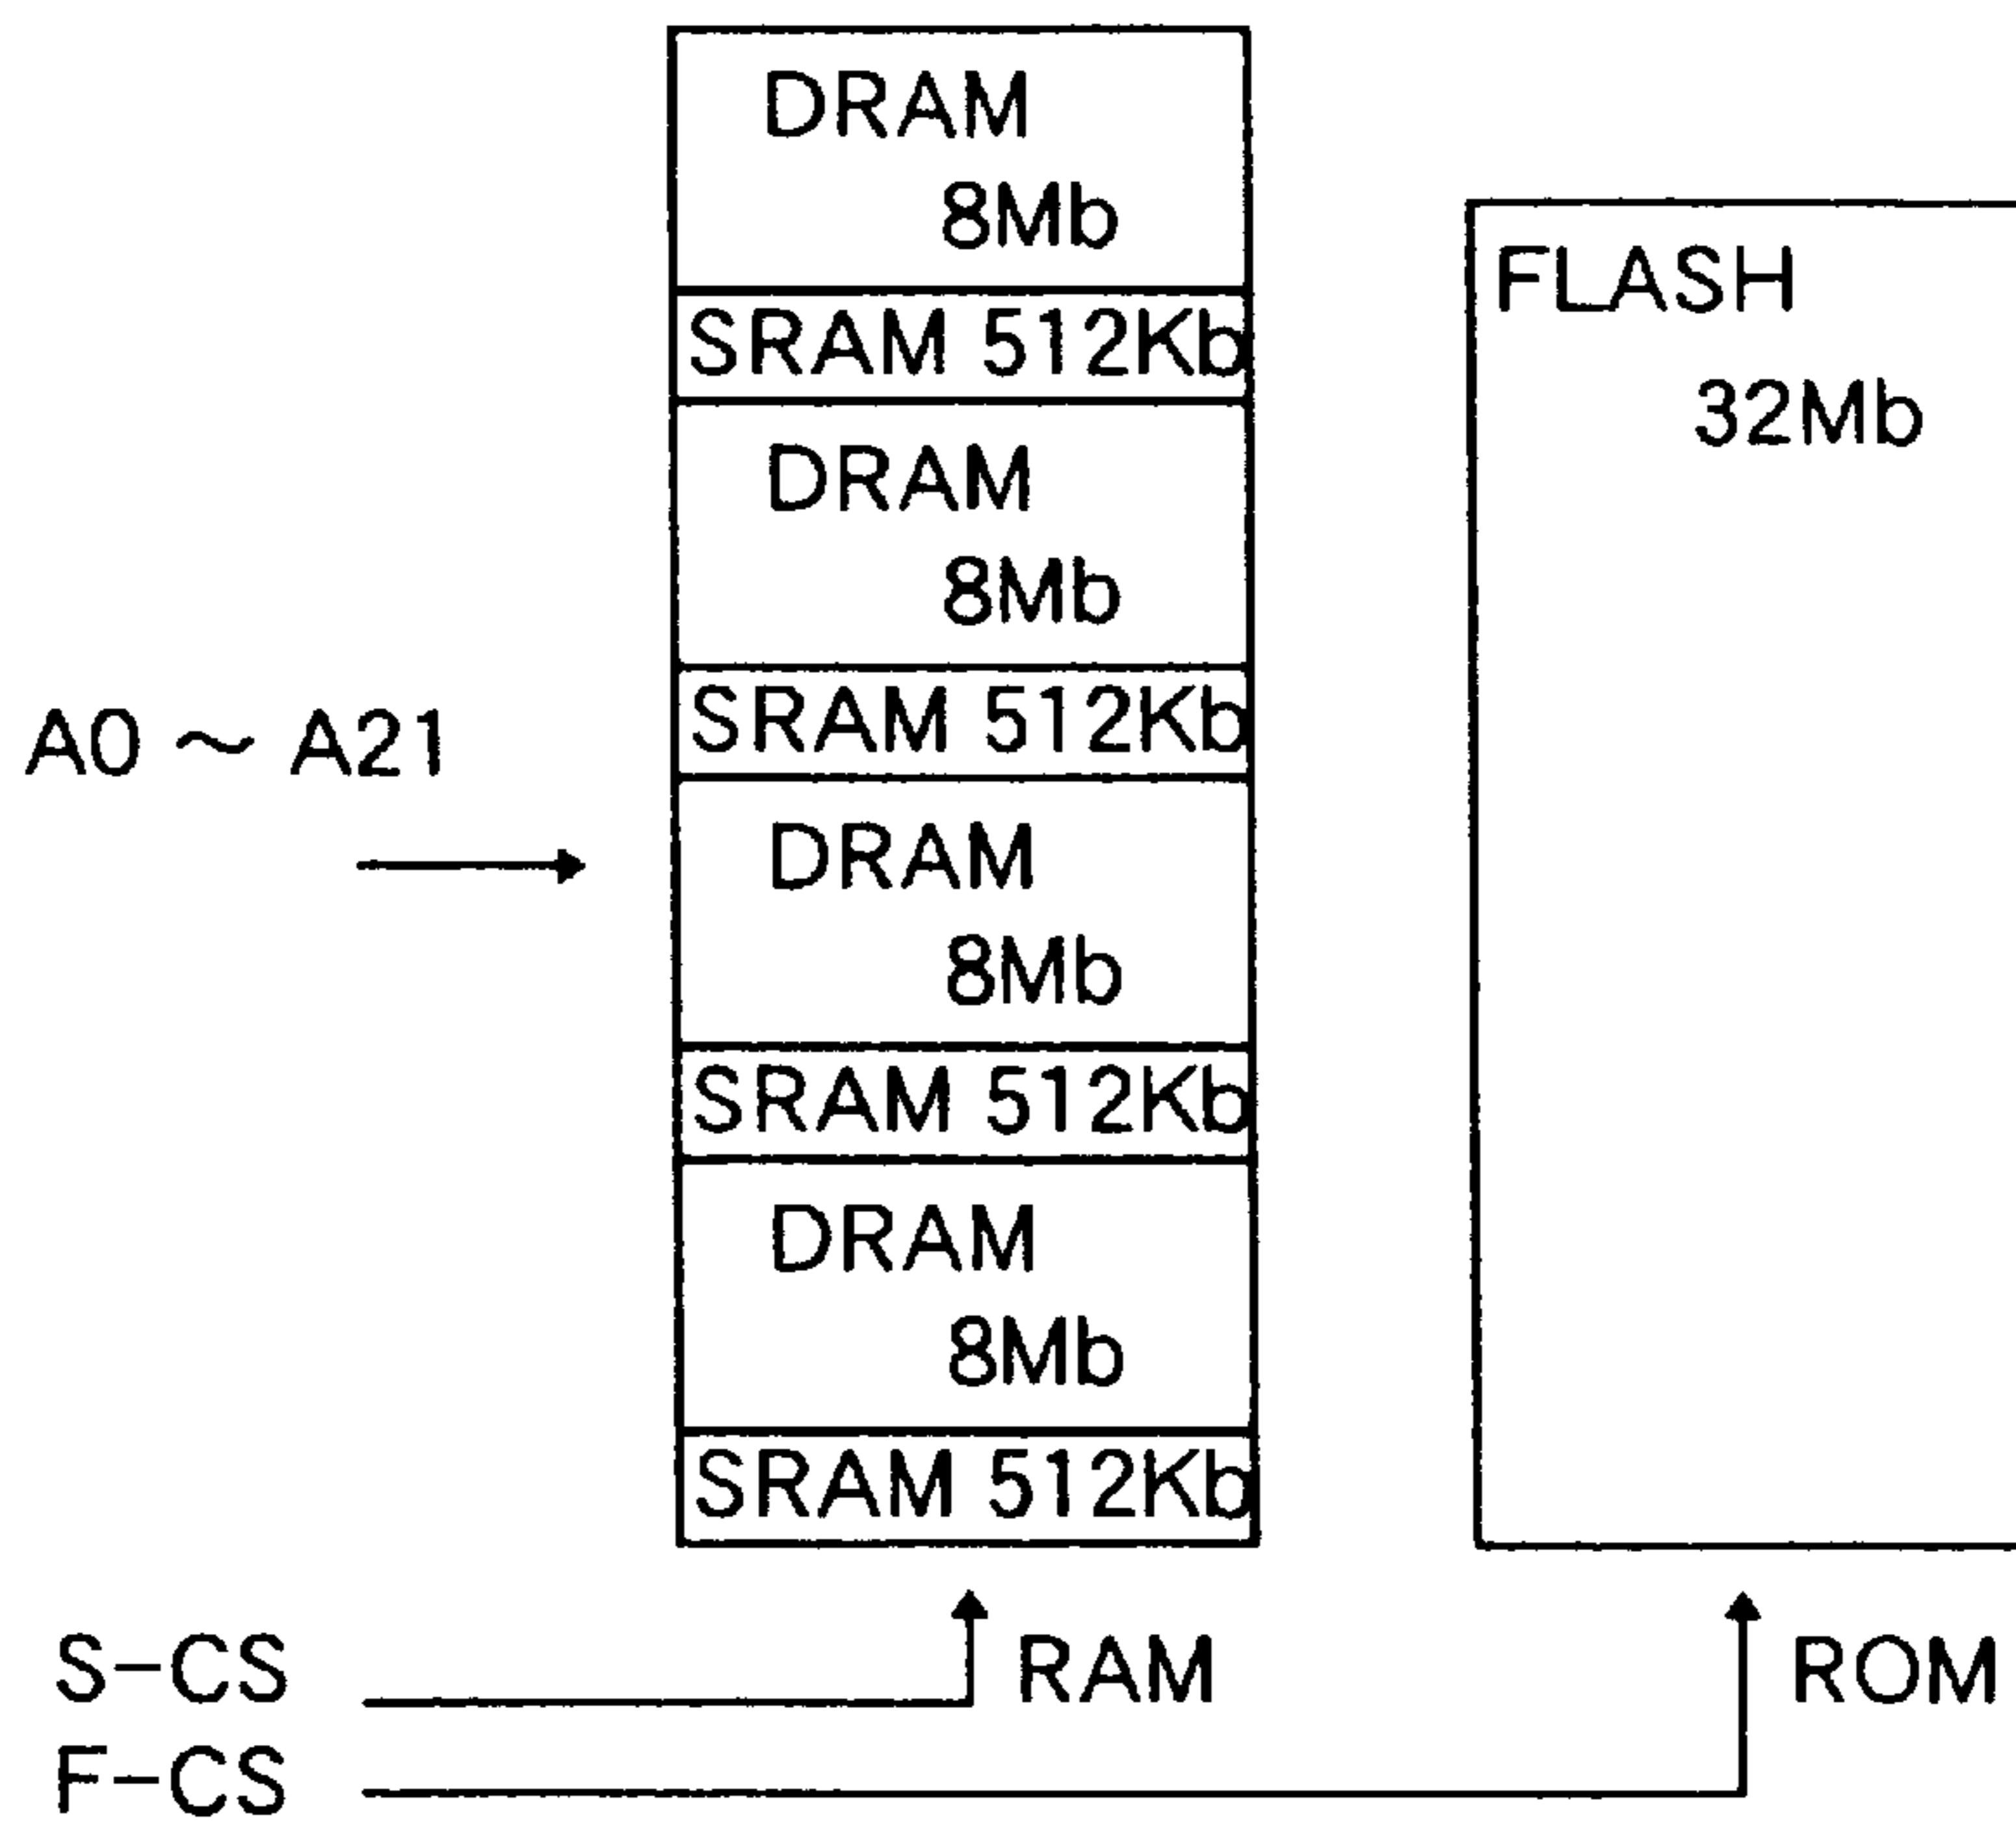 DRAM
8Mb
SRAM 512Kb
DRAM
8Mb
SRAM 512Kb
DRAM
8Mb
SRAM 512Kb
DRAM
8Mb
SRAM 512Kb
FLASH
32Mb
A0 ～ A21
S-CS
RAM
F-CS
ROM